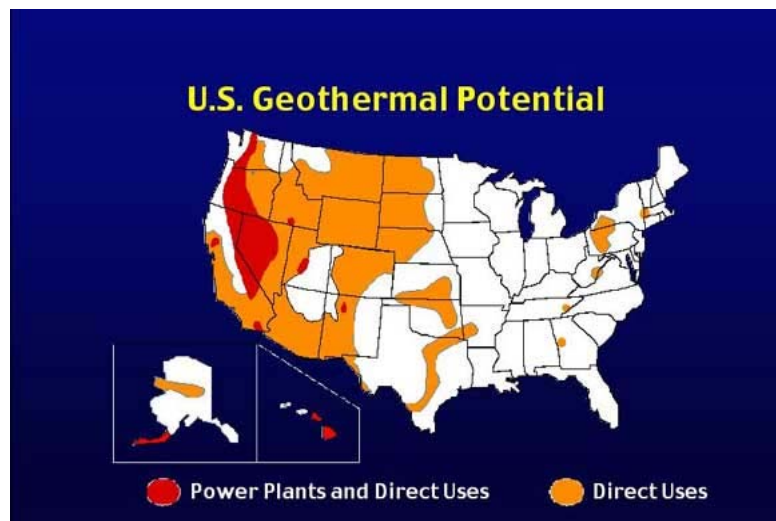 U.S. Geothermal Potential
Power Plants and Direct Uses
Direct Uses